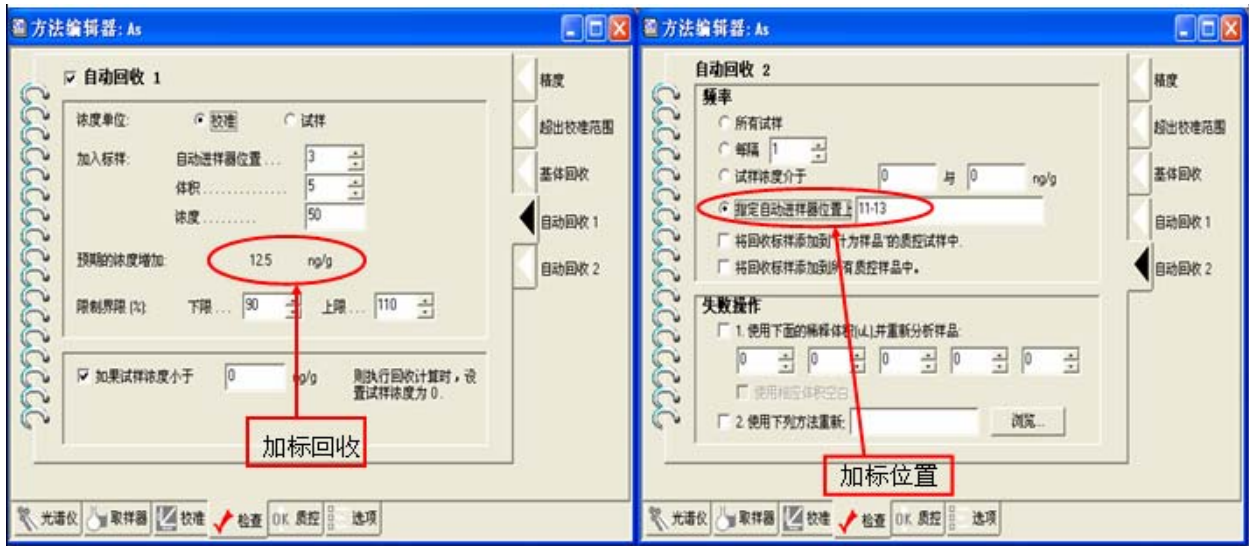 方法编辑器: As
自动回收 1
浓度单位: 校准 试样
加入标样: 自动进样器位置 . . . 3
体积 . . . . . . . . . . . . . 5
浓度 . . . . . . . . . 50
预期的浓度增加: 12.5 ng/g
限制界限 (%): 下限 . . . 90 上限 . . . 110
如果试样浓度小于 0 ng/g 则执行回收计算时，设
置试样浓度为 0 .
加标回收
精度
超出校准范围
基体回收
自动回收 1
自动回收 2
光谱仪 取样器 校准 检查 OK 质控 选项
方法编辑器: As
自动回收 2
频率
所有试样
每隔 1
试样浓度介于 0 与 0 ng/g
指定自动进样器位置上 11-13
将回收标样添加到"计为样品"的质控试样中.
将回收标样添加到所有质控样品中。
失败操作
1. 使用下面的稀释体积(uL),并重新分析样品:
0 0 0 0 0
使用相应体积空白
2. 使用下列方法重新: 浏览...
加标位置
精度
超出校准范围
基体回收
自动回收 1
自动回收 2
光谱仪 取样器 校准 检查 OK 质控 选项